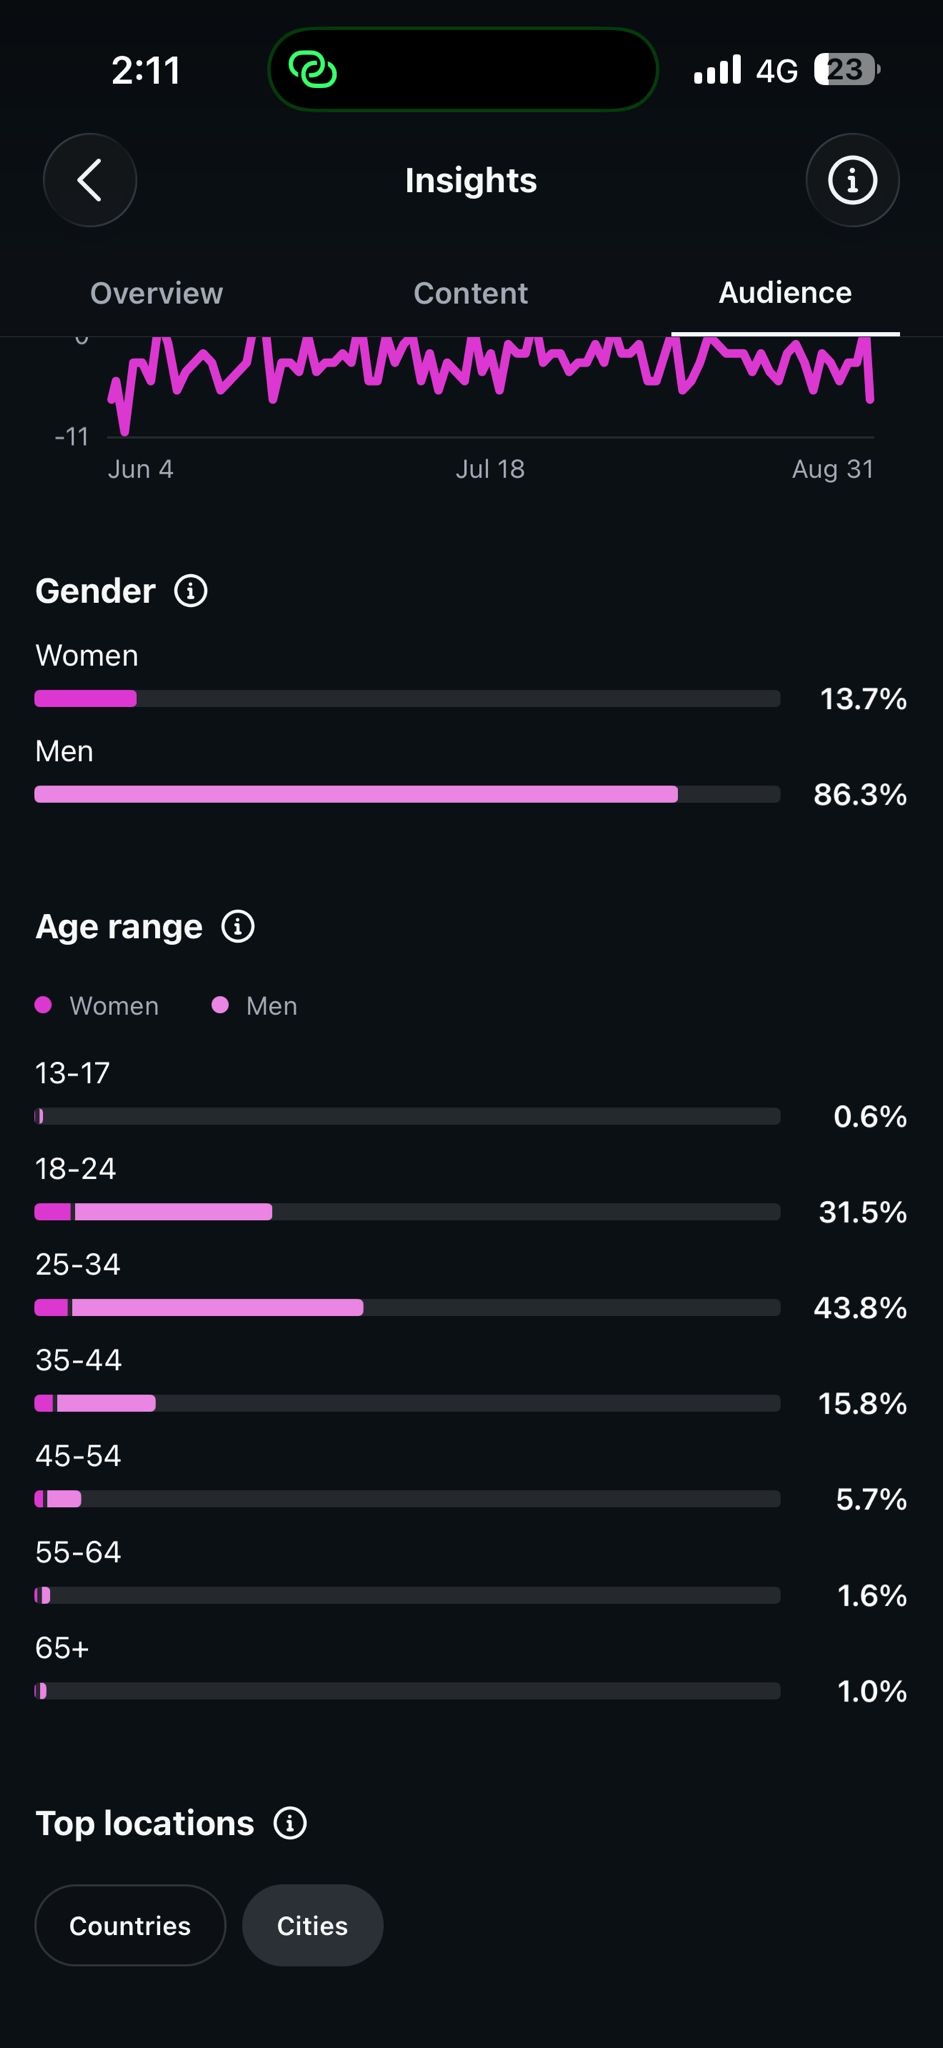 2:11
4G
23
Insights
Overview
Content
Audience
0
-11
Jun 4
Jul 18
Aug 31
Gender
Women
13.7%
Men
86.3%
Age range
Women
Men
13-17
0.6%
18-24
31.5%
25-34
43.8%
35-44
15.8%
45-54
5.7%
55-64
1.6%
65+
1.0%
Top locations
Countries
Cities